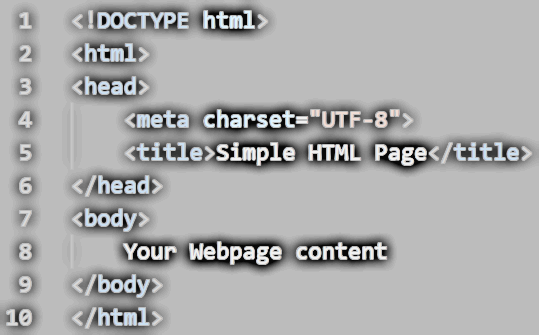 1 <!DOCTYPE html>
2 <html>
3 <head>
4 <meta charset="UTF-8">
5 <title>Simple HTML Page</title>
6 </head>
7 <body>
8 Your Webpage content
9 </body>
10 </html>